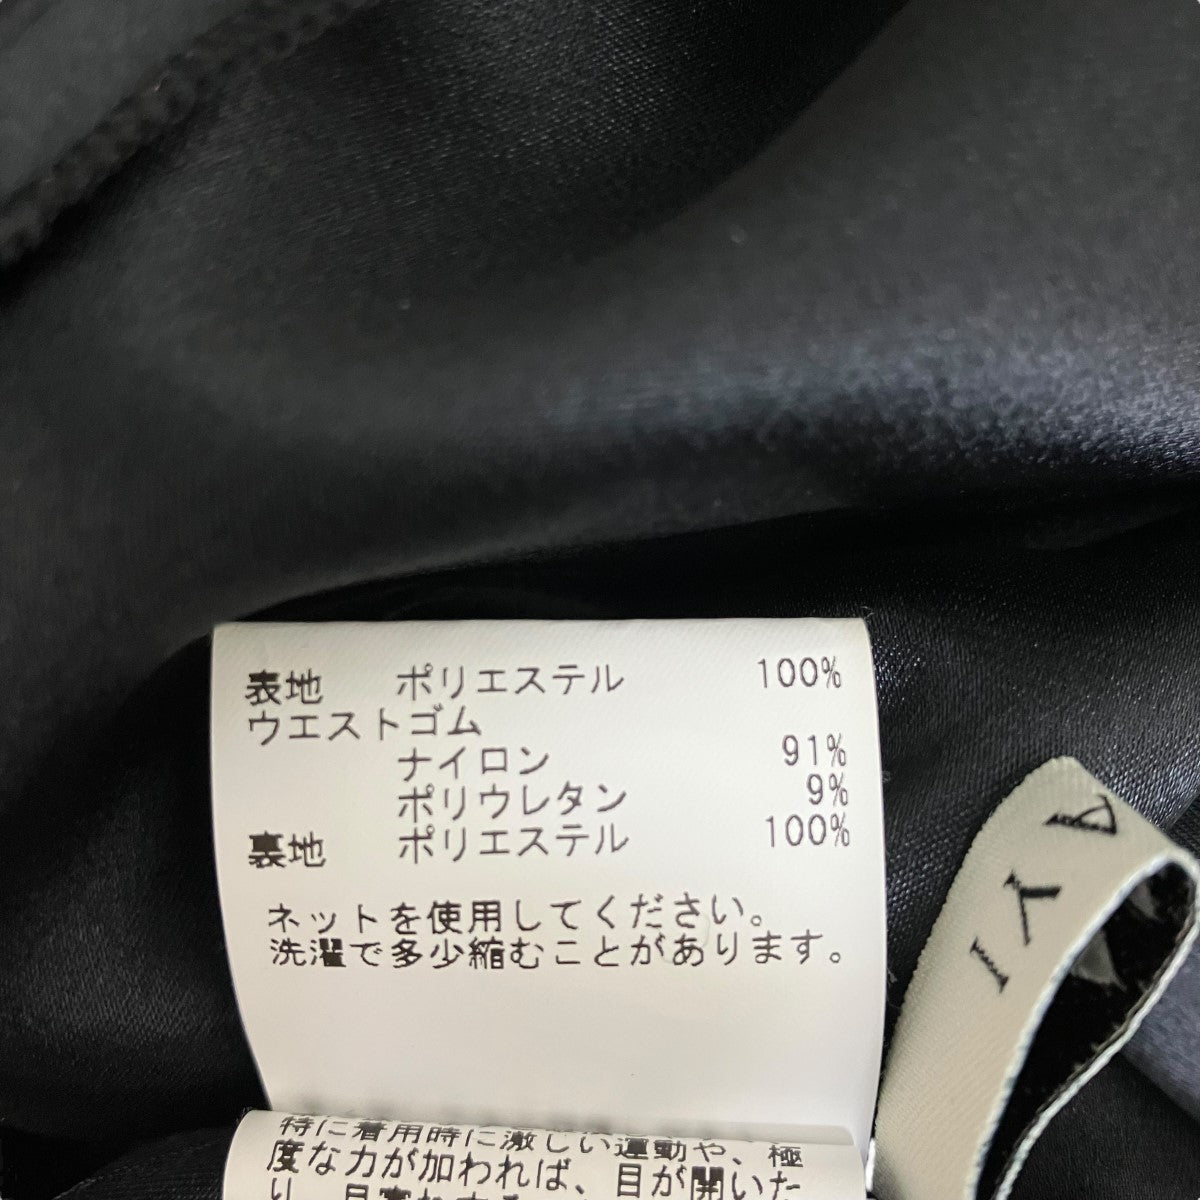 表地 ポリエステル 100%
ウエストゴム
ナイロン 91%
ポリウレタン 9%
裏地 ポリエステル 100%
ネットを使用してください。
洗濯で多少縮むことがあります。
特に着用時に激しい運動や、極
度な力が加われば、目が開いた